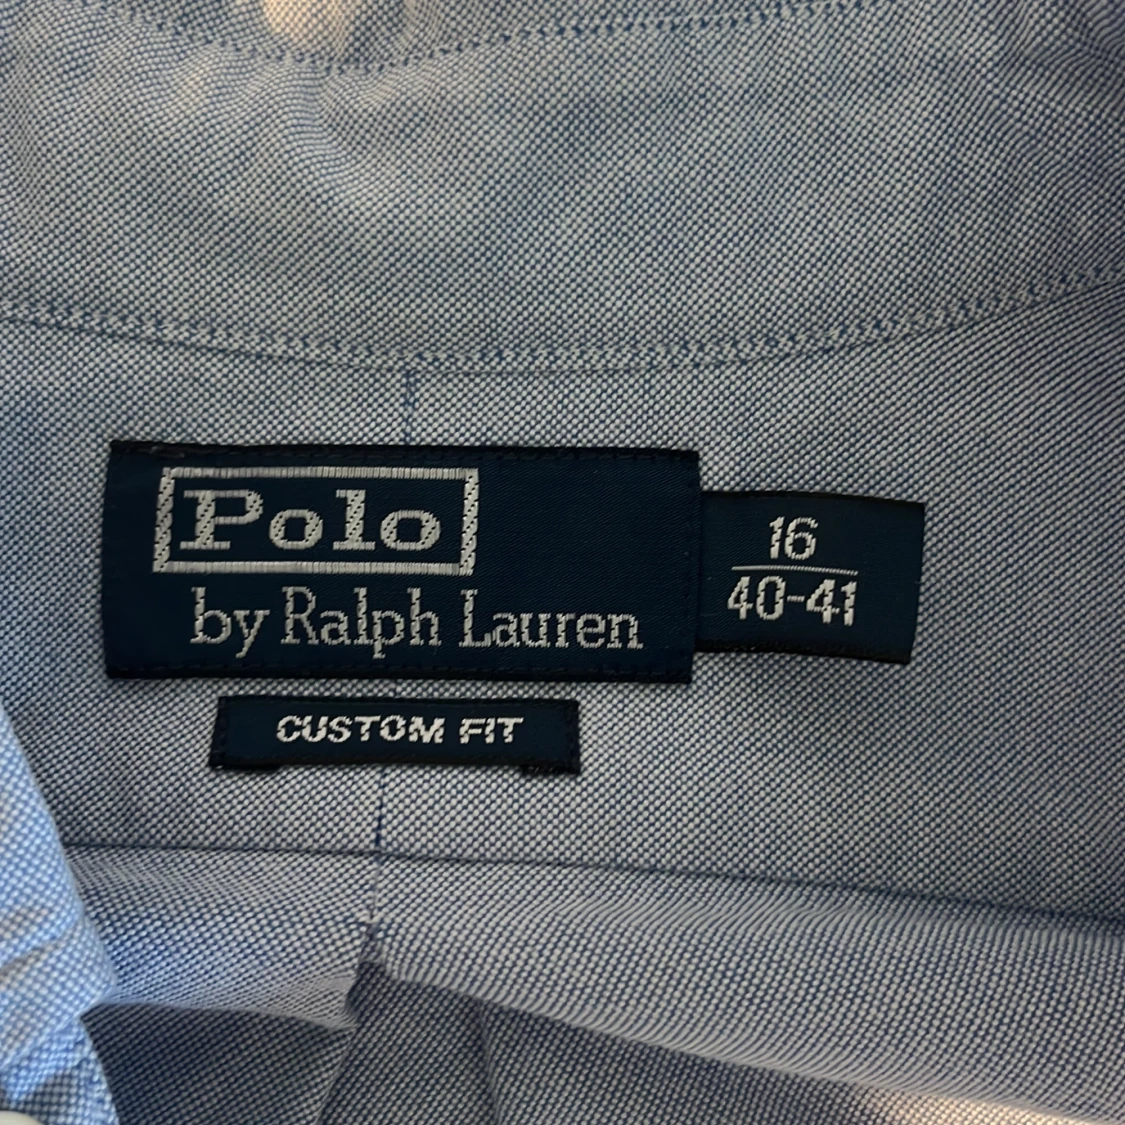 Polo
by Ralph Lauren
16
40-41
CUSTOM FIT